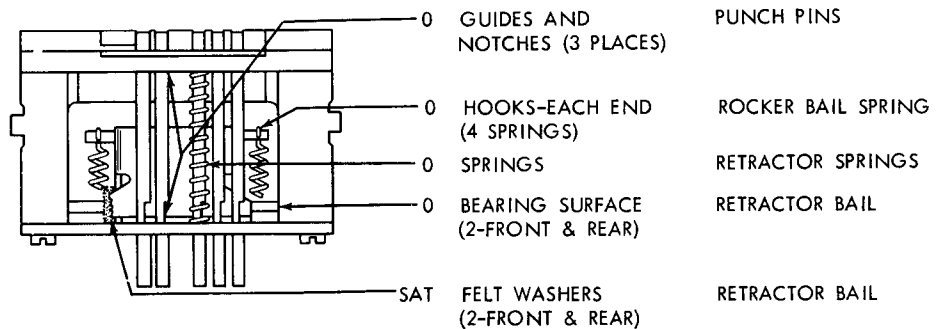 0 GUIDES AND PUNCH PINS
NOTCHES (3 PLACES)
0 HOOKS-EACH END ROCKER BAIL SPRING
(4 SPRINGS)
0 SPRINGS RETRACTOR SPRINGS
0 BEARING SURFACE RETRACTOR BAIL
(2-FRONT & REAR)
SAT FELT WASHERS RETRACTOR BAIL
(2-FRONT & REAR)